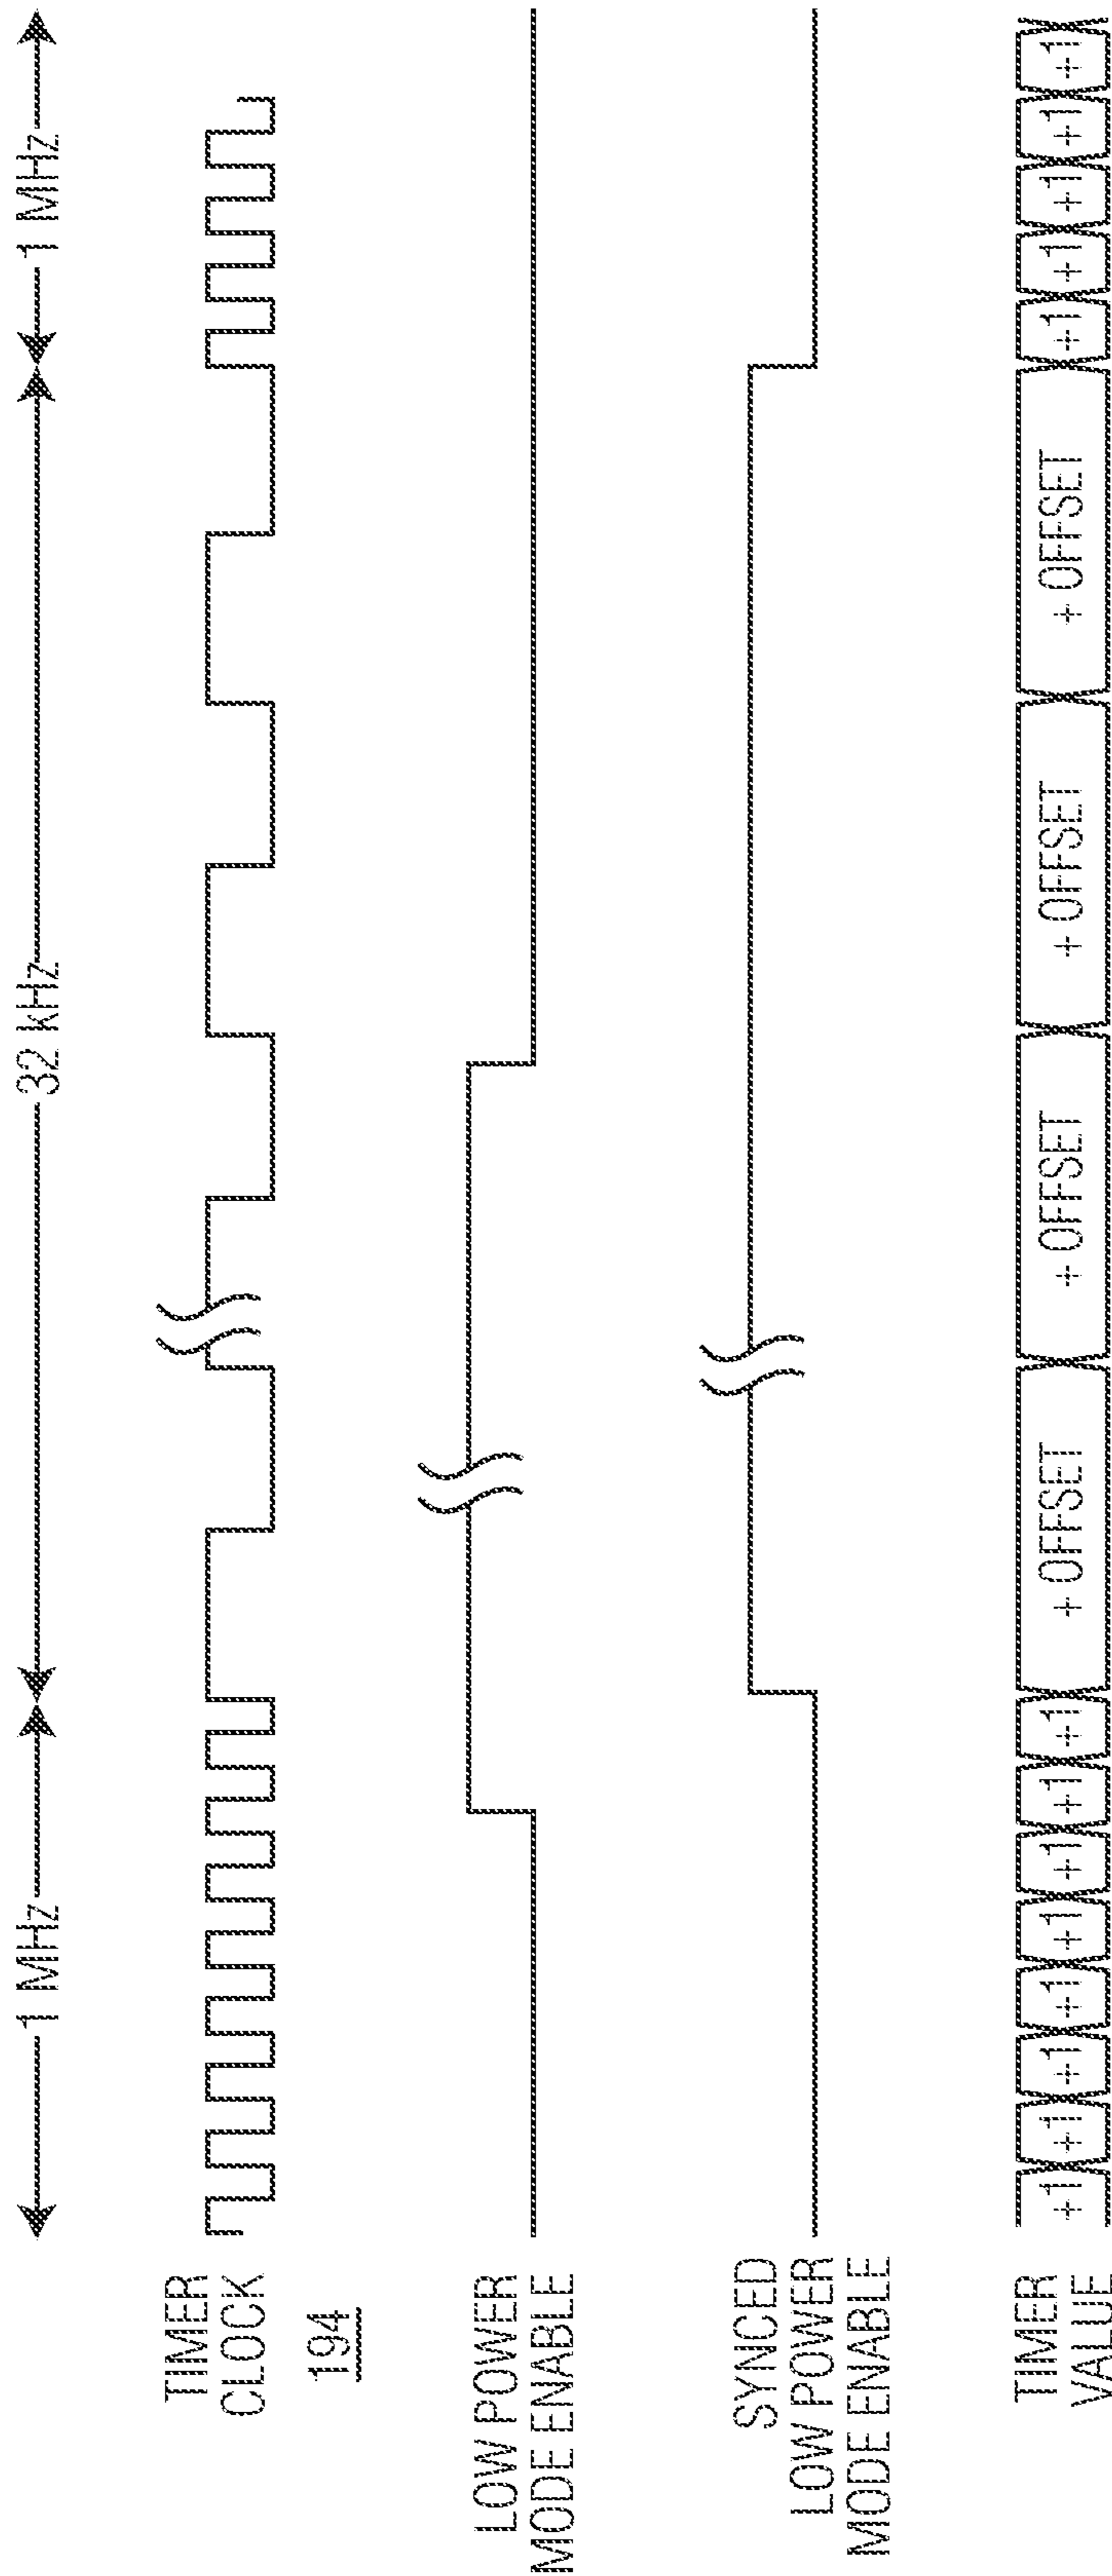 1 MHz 32 kHz 1 MHz
TIMER
CLOCK
194
LOW POWER
MODE ENABLE
SYNCED
LOW POWER
MODE ENABLE
TIMER
VALUE
+1 +1 +1 +1 +1 +1 +1 +1 + OFFSET + OFFSET + OFFSET + OFFSET +1 +1 +1 +1 +1